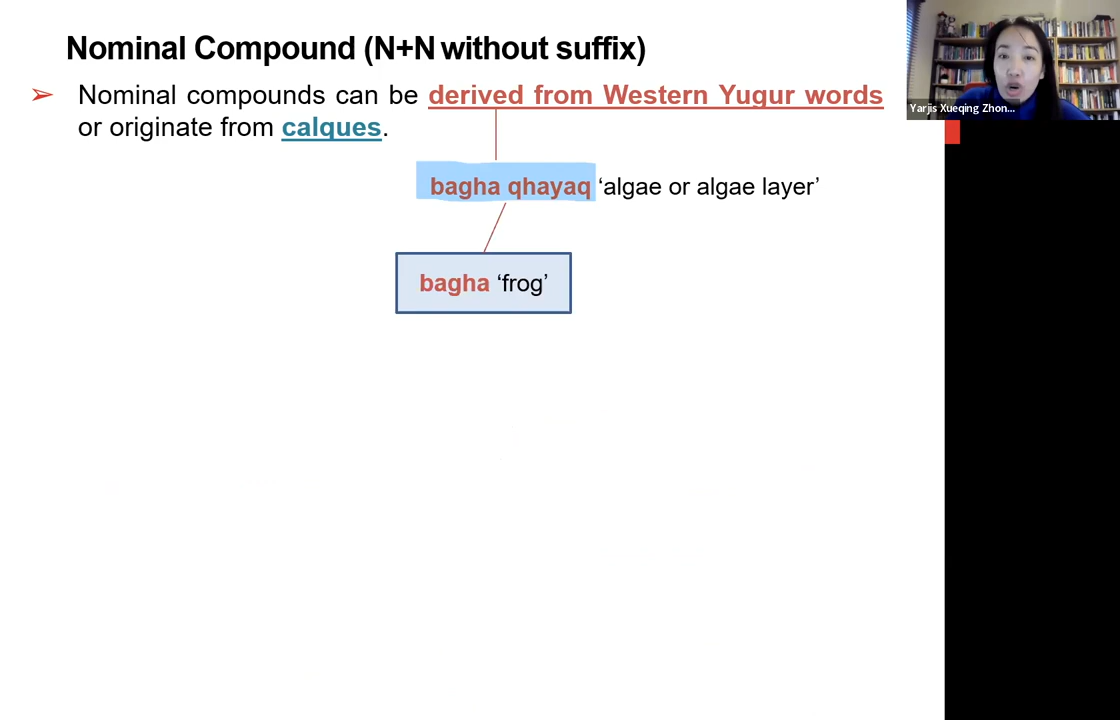 Nominal Compound (N+N without suffix)
➢ Nominal compounds can be derived from Western Yugur words
or originate from calques.
bagha qhayaq ‘algae or algae layer’
bagha ‘frog’
Yarjis Xueqing Zhon...